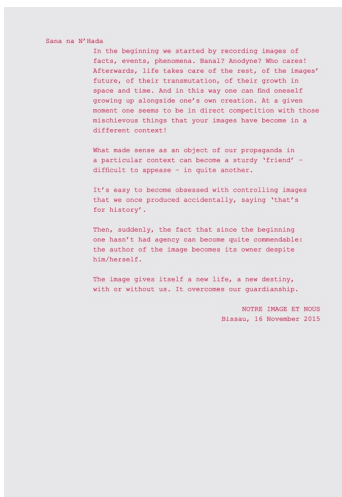 Sana na N'Hada
In the beginning we started by recording images of
facts, events, phenomena. Banal? Anodyne? Who cares!
Afterwards, life takes care of the rest, of the images'
future, of their transmutation, of their growth in
space and time. And in this way one can find oneself
growing up alongside one's own creation. At a given
moment one seems to be in direct competition with those
mischievous things that your images have become in a
different context!
What made sense as an object of our propaganda in
a particular context can become a sturdy 'friend' –
difficult to appease – in quite another.
It's easy to become obsessed with controlling images
that we once produced accidentally, saying 'that's
for history'.
Then, suddenly, the fact that since the beginning
one hasn't had agency can become quite commendable:
the author of the image becomes its owner despite
him/herself.
The image gives itself a new life, a new destiny,
with or without us. It overcomes our guardianship.
NOTRE IMAGE ET NOUS
Bissau, 16 November 2015